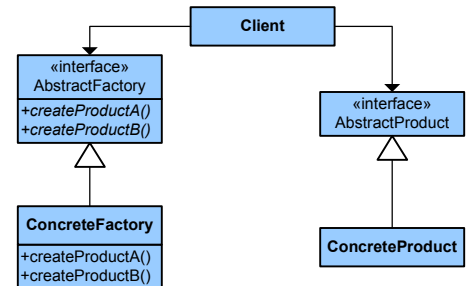 Client
«interface»
AbstractFactory
+createProductA()
+createProductB()
«interface»
AbstractProduct
ConcreteFactory
+createProductA()
+createProductB()
ConcreteProduct